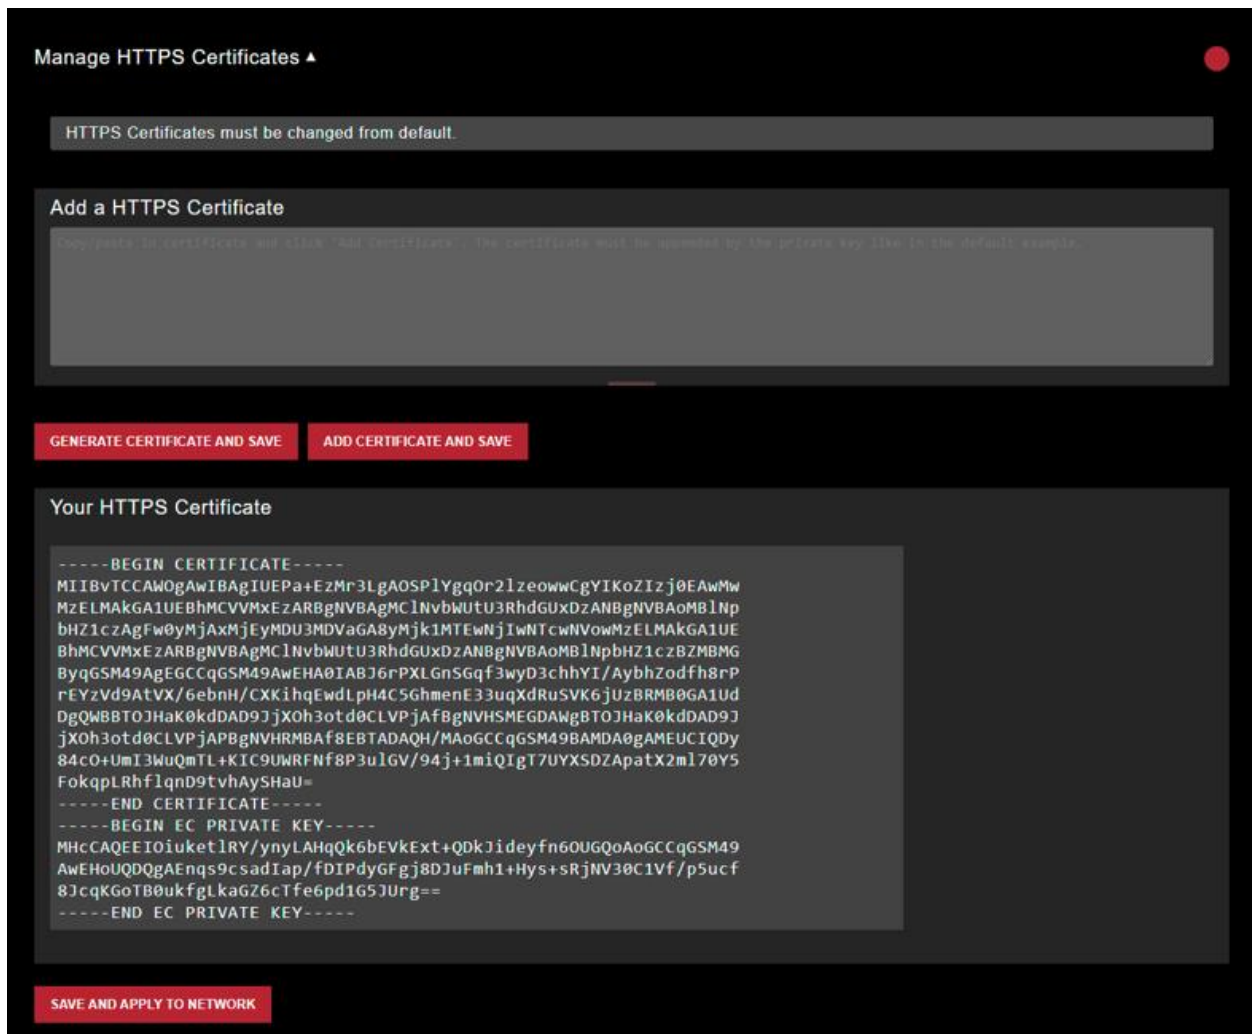 Manage HTTPS Certificates ▲
HTTPS Certificates must be changed from default.
Add a HTTPS Certificate
Copy/paste in certificate and click 'Add Certificate'. The certificate must be appended by the private key like in the default example.
GENERATE CERTIFICATE AND SAVE
ADD CERTIFICATE AND SAVE
Your HTTPS Certificate
-----BEGIN CERTIFICATE-----
MIIBvTCCAWOgAwIBAgIUEPa+EzMr3LgAOSPlYgqOr2lzeowwCgYIKoZIzj0EAwMw
MzELMAkGA1UEBhMCVVMxEzARBgNVBAgMClNvbWUtU3RhdGUxDzANBgNVBAoMBlNp
bHZ1czAgFw0yMjAxMjEyMDU3MDVaGA8yMjk1MTEwNjIwNTcwNVowMzELMAkGA1UE
BhMCVVMxEzARBgNVBAgMClNvbWUtU3RhdGUxDzANBgNVBAoMBlNpbHZ1czBZMBMG
ByqGSM49AgEGCCqGSM49AwEHA0IABJ6rPXLGnSGqf3wyD3chhYI/AybhZodfh8rP
rEYzVd9AtVX/6ebnH/CXKihqEwdLpH4C5GhmenE33uqXdRuSVK6jUzBRMB0GA1Ud
DgQWBBTOJHaK0kdDAD9JjXOh3otd0CLVPjAfBgNVHSMEGDAWgBTOJHaK0kdDAD9J
jXOh3otd0CLVPjAPBgNVHRMBAf8EBTADAQH/MAoGCCqGSM49BAMDA0gAMEUCIQDy
84cO+UmI3WuQmTL+KIC9UWRFNf8P3ulGV/94j+1miQIgT7UYXSDZApatX2ml70Y5
FokqpLRhflqnD9tvhAySHaU=
-----END CERTIFICATE-----
-----BEGIN EC PRIVATE KEY-----
MHcCAQEEIOiuketlRY/ynyLAHqQk6bEVkExt+QDkJideyfn6OUGQoAoGCCqGSM49
AwEHoUQDQgAEnqs9csadIap/fDIPdyGFgj8DJuFmh1+Hys+sRjNV30C1Vf/p5ucf
8JcqKGoTB0ukfgLkaGZ6cTfe6pd1G5JUrg==
-----END EC PRIVATE KEY-----
SAVE AND APPLY TO NETWORK